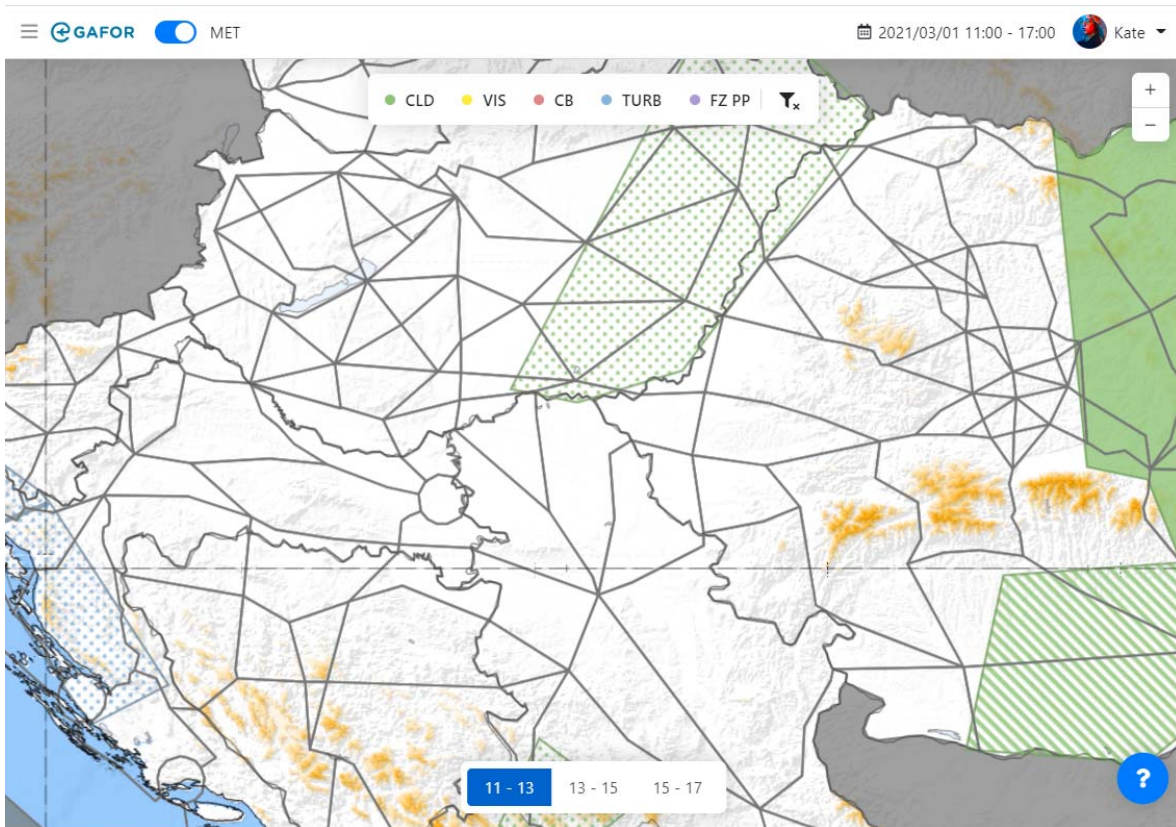 GAFOR MET 2021/03/01 11:00 - 17:00 Kate
CLD VIS CB TURB FZ PP
+
−
11 - 13 13 - 15 15 - 17
?